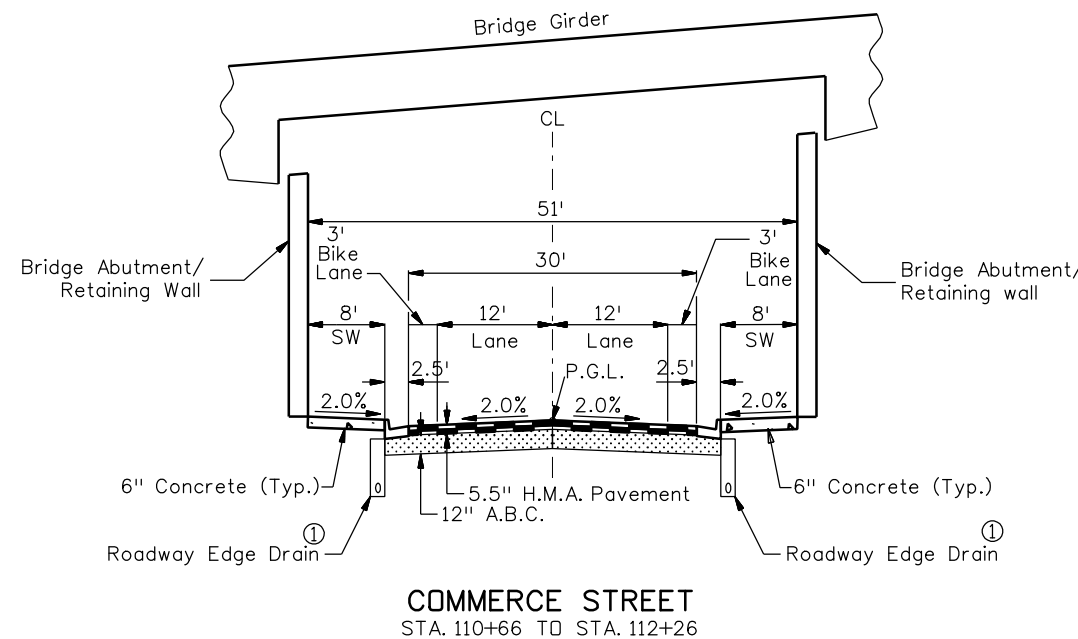 Bridge Girder
CL
51'
3'
Bike
Lane
30'
3'
Bike
Lane
Bridge Abutment/
Retaining Wall
Bridge Abutment/
Retaining wall
8'
SW
12'
Lane
12'
Lane
8'
SW
2.5'
P.G.L.
2.5'
2.0%
2.0%
2.0%
2.0%
6" Concrete (Typ.)
5.5" H.M.A. Pavement
12" A.B.C.
6" Concrete (Typ.)
Roadway Edge Drain ①
Roadway Edge Drain ①
COMMERCE STREET
STA. 110+66 TO STA. 112+26